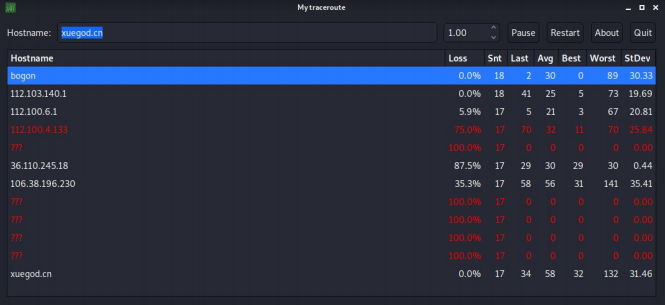 My traceroute
Hostname: xuegod.cn 1.00 Pause Restart About Quit
Hostname Loss Snt Last Avg Best Worst StDev
bogon 0.0% 18 2 30 0 89 30.33
112.103.140.1 0.0% 18 41 25 5 73 19.69
112.100.6.1 5.9% 17 5 21 3 67 20.81
112.100.4.133 75.0% 17 70 32 11 70 25.84
??? 100.0% 17 0 0 0 0 0.00
36.110.245.18 87.5% 17 29 30 29 30 0.44
106.38.196.230 35.3% 17 58 56 31 141 35.41
??? 100.0% 17 0 0 0 0 0.00
??? 100.0% 17 0 0 0 0 0.00
??? 100.0% 17 0 0 0 0 0.00
??? 100.0% 17 0 0 0 0 0.00
xuegod.cn 0.0% 17 34 58 32 132 31.46